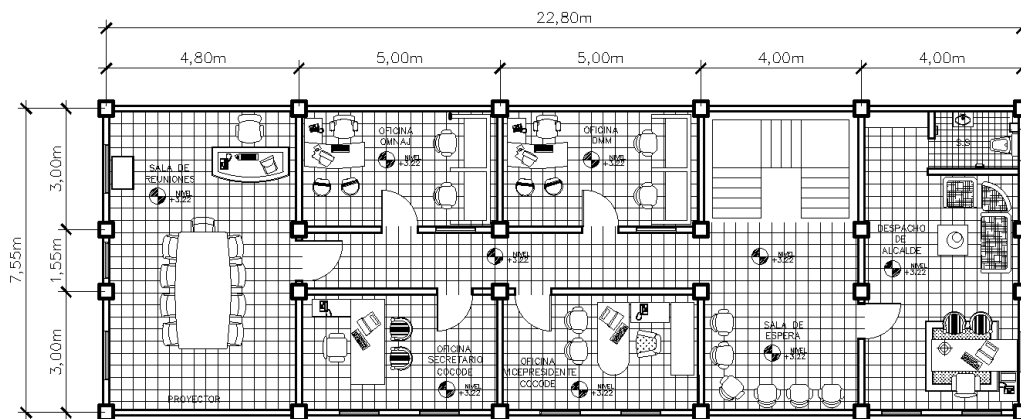 22,80m
4,80m
5,00m
5,00m
4,00m
4,00m
7,55m
3,00m
1,55m
3,00m
SALA DE
REUNIONES
NIVEL
+3.22
OFICINA
OMNAJ
NIVEL
+3.22
OFICINA
DMM
NIVEL
+3.22
S.S
DESPACHO
DE
ALCALDE
NIVEL
+3.22
NIVEL
+3.22
NIVEL
+3.22
OFICINA
SECRETARIO
COCODE
NIVEL
+3.22
OFICINA
VICEPRESIDENTE
COCODE
NIVEL
+3.22
SALA DE
ESPERA
NIVEL
+3.22
PROYECTOR